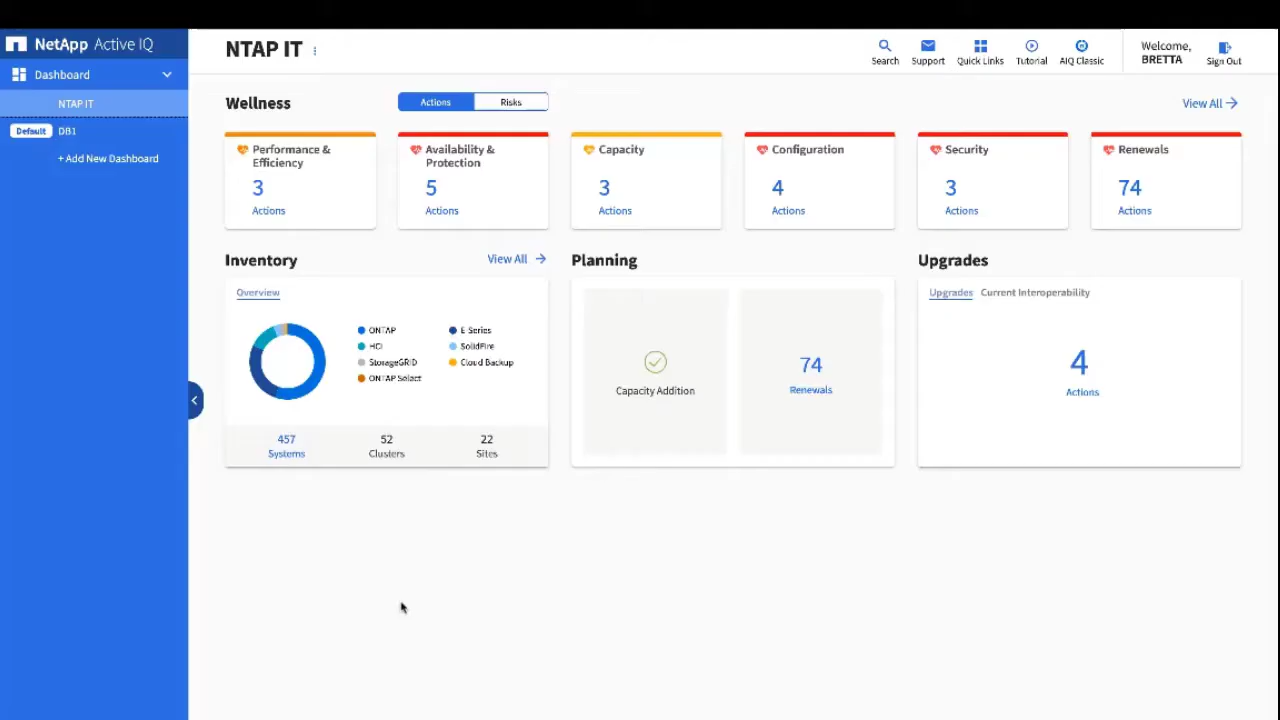 NetApp Active IQ
Dashboard
NTAP IT
Default DB1
+ Add New Dashboard
NTAP IT
Search
Support
Quick Links
Tutorial
AIQ Classic
Welcome,
BRETTA
Sign Out
Wellness
Actions
Risks
View All
Performance &
Efficiency
3
Actions
Availability &
Protection
5
Actions
Capacity
3
Actions
Configuration
4
Actions
Security
3
Actions
Renewals
74
Actions
Inventory
View All
Overview
ONTAP
E Series
HCI
SolidFire
StorageGRID
Cloud Backup
ONTAP Select
457
Systems
52
Clusters
22
Sites
Planning
Capacity Addition
74
Renewals
Upgrades
Upgrades Current Interoperability
4
Actions